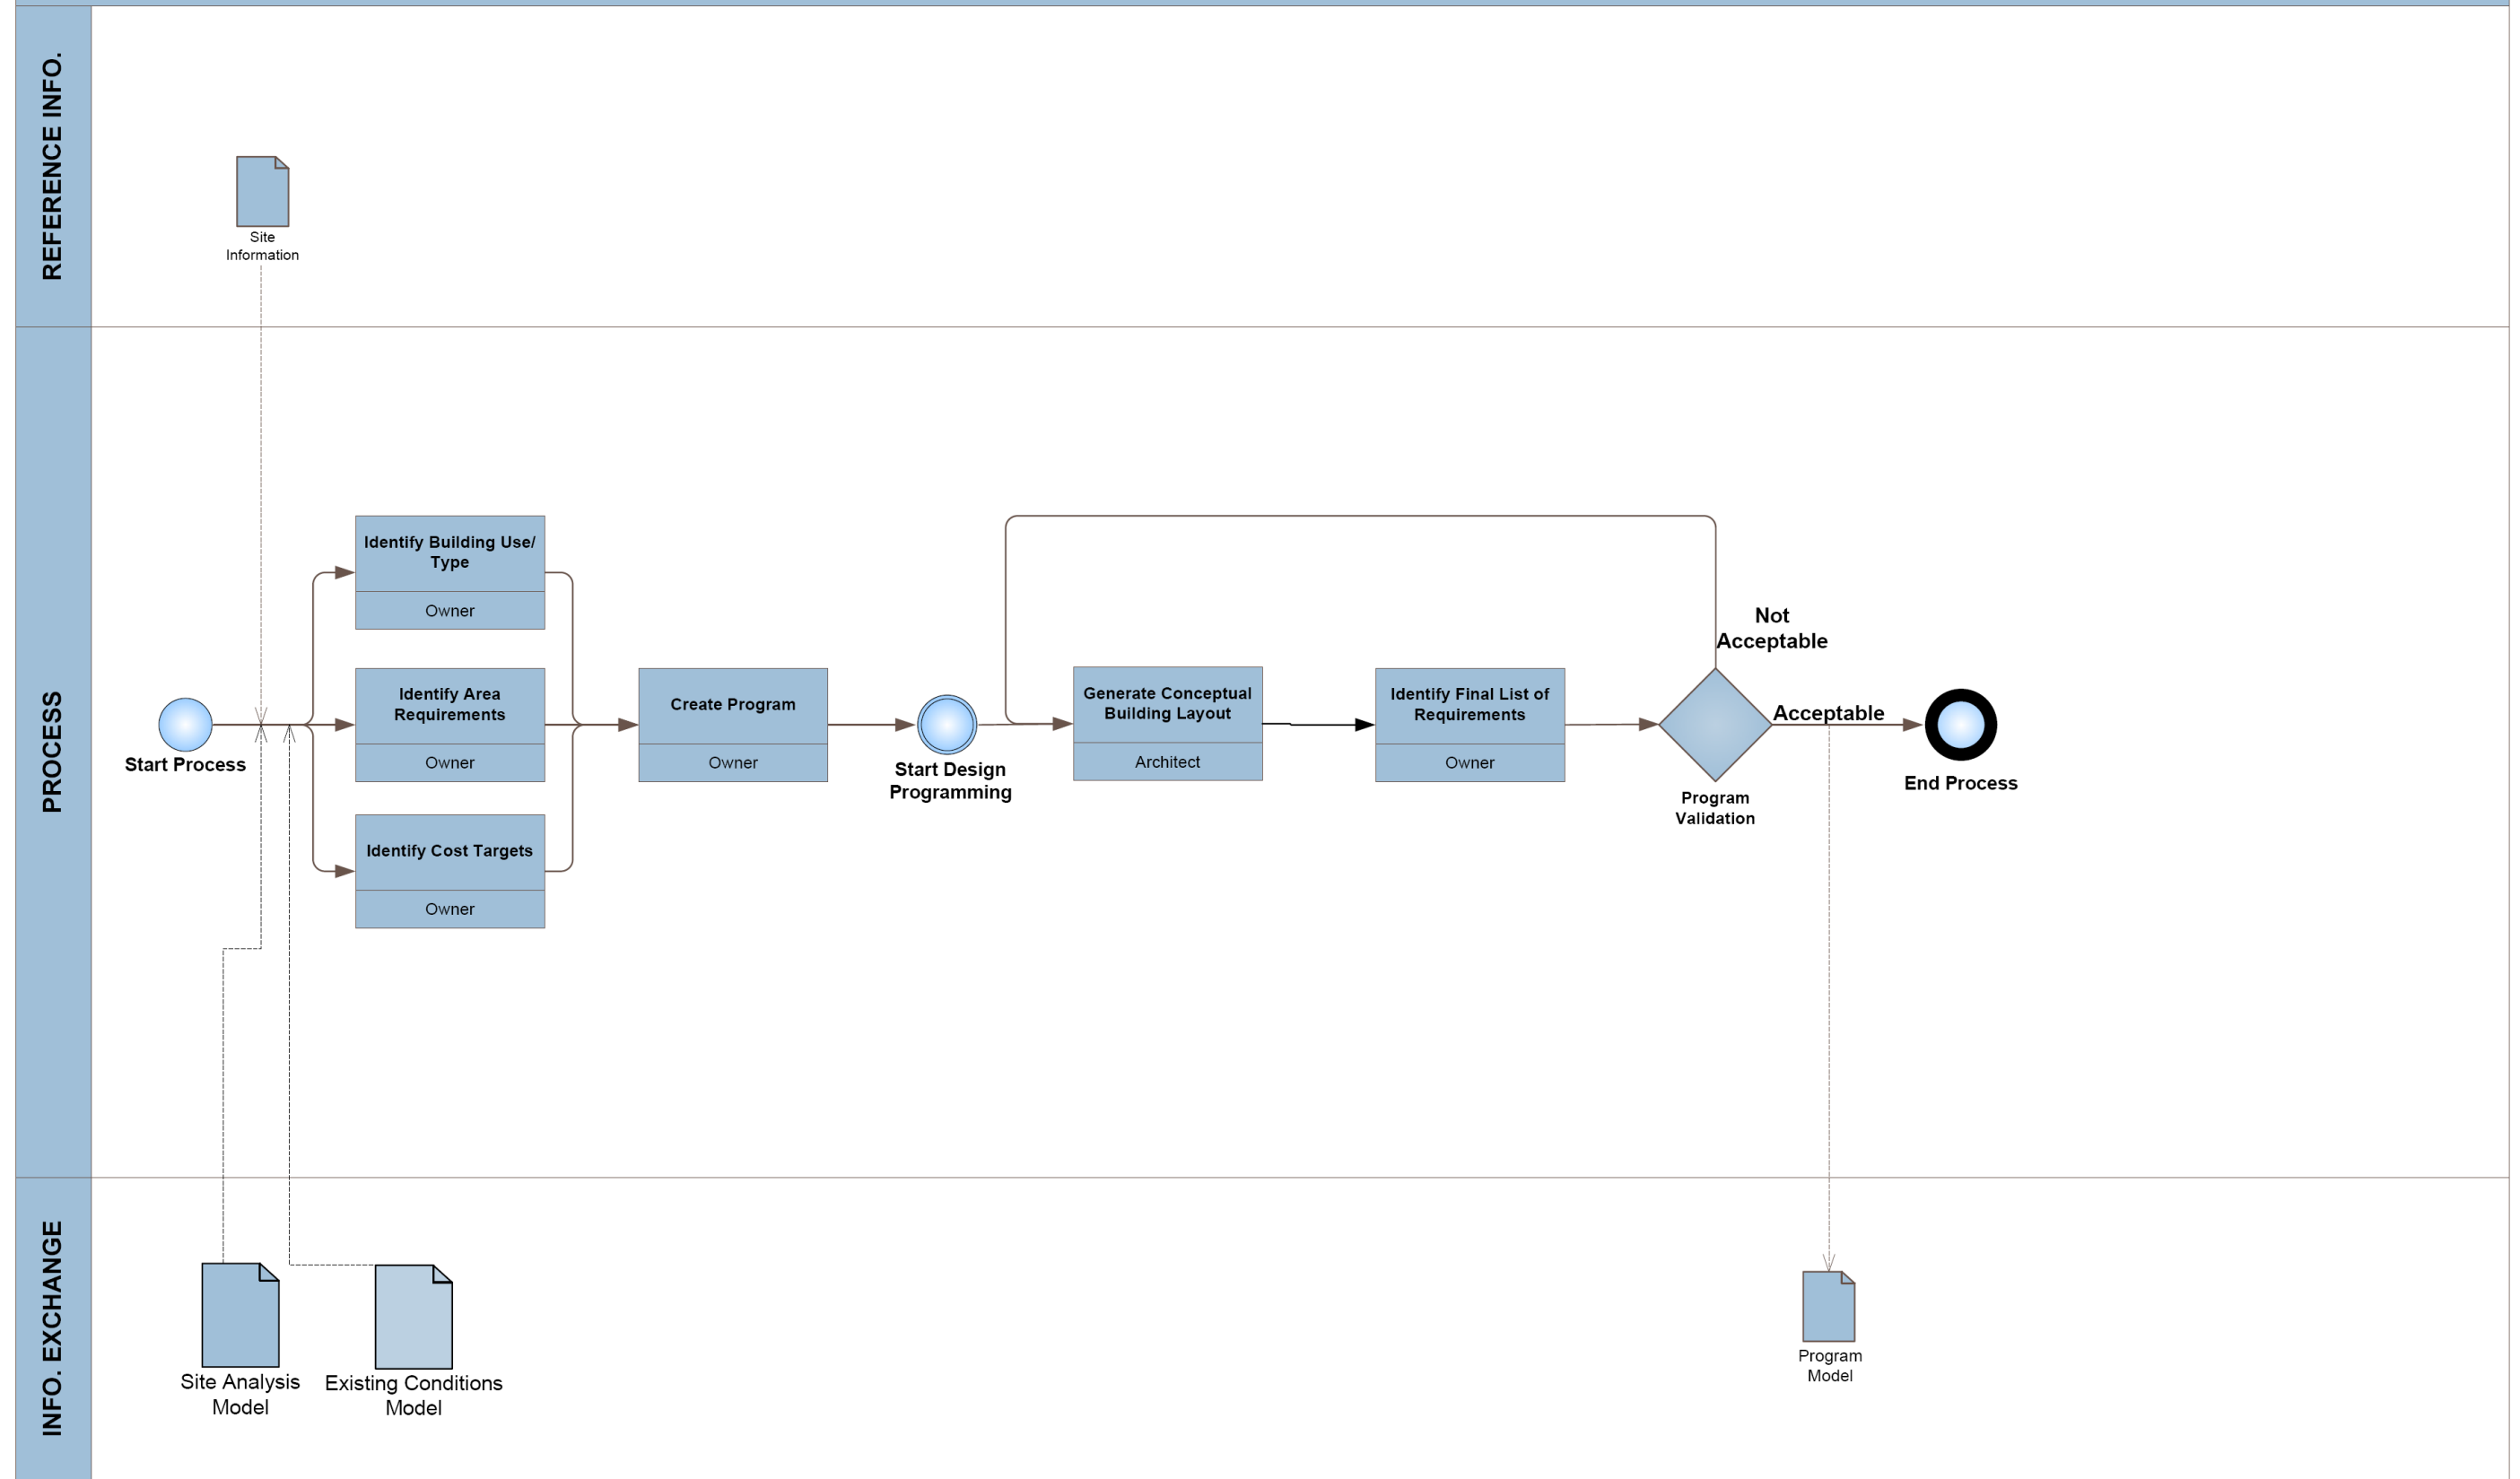 REFERENCE INFO.
Site
Information
PROCESS
Start Process
Identify Building Use/
Type
Owner
Identify Area
Requirements
Owner
Identify Cost Targets
Owner
Create Program
Owner
Start Design
Programming
Generate Conceptual
Building Layout
Architect
Identify Final List of
Requirements
Owner
Not
Acceptable
Program
Validation
Acceptable
End Process
INFO. EXCHANGE
Site Analysis
Model
Existing Conditions
Model
Program
Model